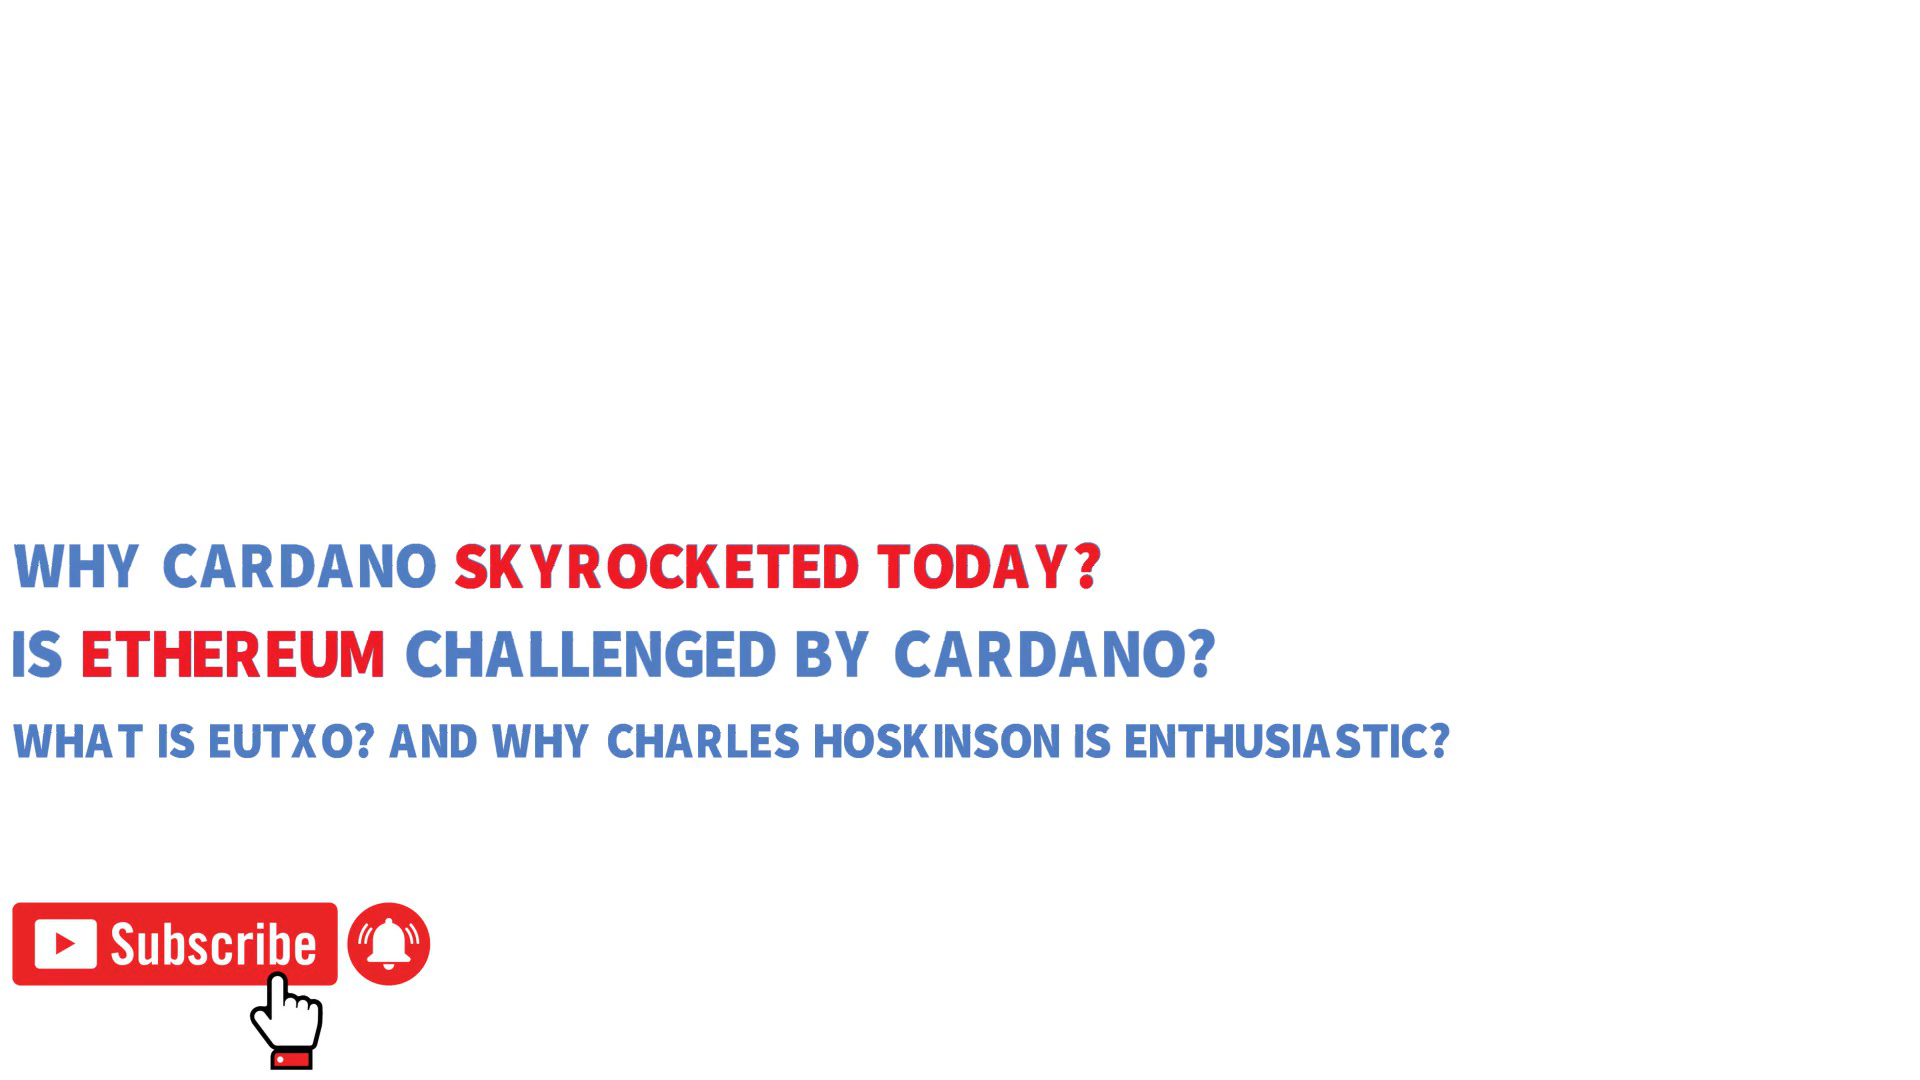 WHY CARDANO SKYROCKETED TODAY?
IS ETHEREUM CHALLENGED BY CARDANO?
WHAT IS EUTXO? AND WHY CHARLES HOSKINSON IS ENTHUSIASTIC?
Subscribe